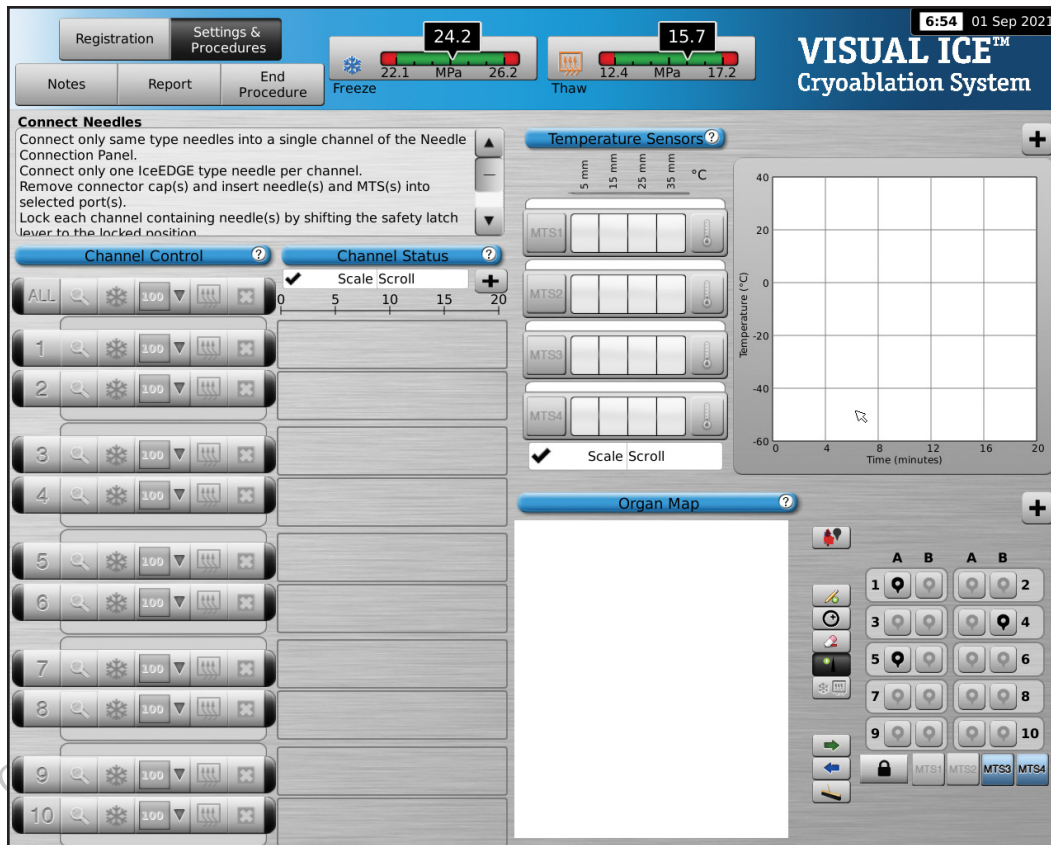 6:54 01 Sep 2021
Registration
Settings &
Procedures
Notes
Report
End
Procedure
24.2
22.1 MPa 26.2
Freeze
15.7
12.4 MPa 17.2
Thaw
VISUAL ICE™
Cryoablation System
Connect Needles
Connect only same type needles into a single channel of the Needle
Connection Panel.
Connect only one IceEDGE type needle per channel.
Remove connector cap(s) and insert needle(s) and MTS(s) into
selected port(s).
Lock each channel containing needle(s) by shifting the safety latch
lever to the locked position
Channel Control ?
Channel Status ?
Scale Scroll
0 5 10 15 20
ALL 100
1 100
2 100
3 100
4 100
5 100
6 100
7 100
8 100
9 100
10 100
Temperature Sensors ?
5 mm 15 mm 25 mm 35 mm °C
MTS1
MTS2
MTS3
MTS4
Scale Scroll
Temperature (°C)
40
20
0
-20
-40
-60
0 4 8 12 16 20
Time (minutes)
Organ Map ?
A B A B
1 2
3 4
5 6
7 8
9 10
MTS1 MTS2 MTS3 MTS4